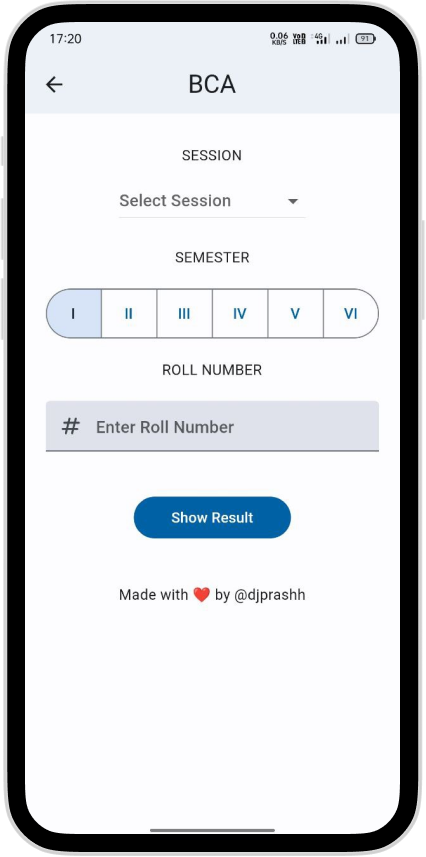 17:20 0.06 KB/S Vo LTE 4G 91
BCA
SESSION
Select Session
SEMESTER
I II III IV V VI
ROLL NUMBER
# Enter Roll Number
Show Result
Made with ❤️ by @djprashh